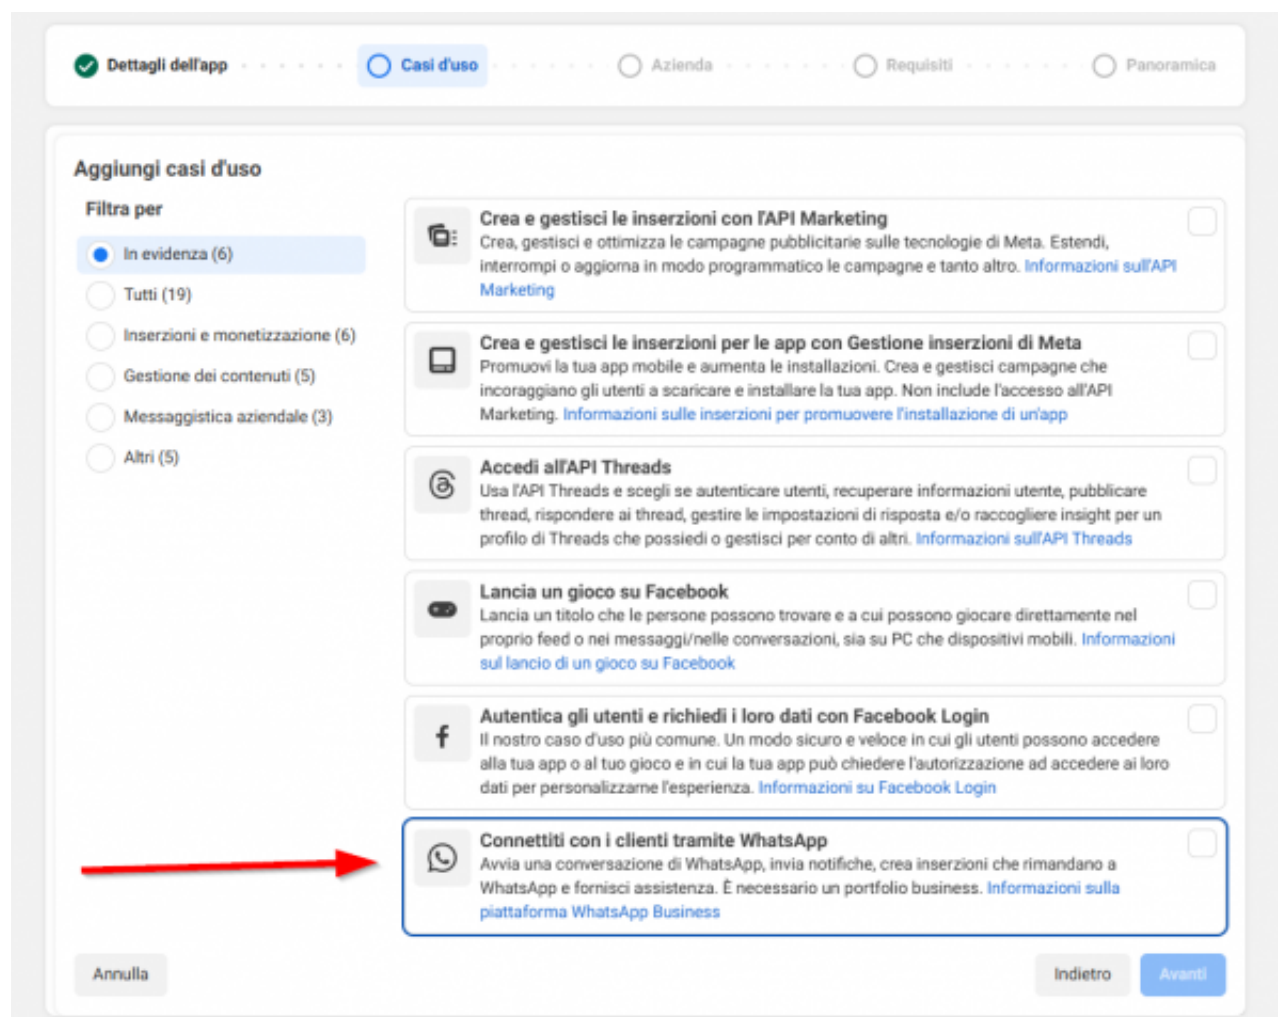 Dettagli dell'app
Casi d'uso
Azienda
Requisiti
Panoramica
Aggiungi casi d'uso
Filtra per
In evidenza (6)
Tutti (19)
Inserzioni e monetizzazione (6)
Gestione dei contenuti (5)
Messaggistica aziendale (3)
Altri (5)
Crea e gestisci le inserzioni con l'API Marketing
Crea, gestisci e ottimizza le campagne pubblicitarie sulle tecnologie di Meta. Estendi,
interrompi o aggiorna in modo programmatico le campagne e tanto altro. Informazioni sull'API
Marketing
Crea e gestisci le inserzioni per le app con Gestione inserzioni di Meta
Promuovi la tua app mobile e aumenta le installazioni. Crea e gestisci campagne che
incoraggiano gli utenti a scaricare e installare la tua app. Non include l'accesso all'API
Marketing. Informazioni sulle inserzioni per promuovere l'installazione di un'app
Accedi all'API Threads
Usa l'API Threads e scegli se autenticare utenti, recuperare informazioni utente, pubblicare
thread, rispondere ai thread, gestire le impostazioni di risposta e/o raccogliere insight per un
profilo di Threads che possiedi o gestisci per conto di altri. Informazioni sull'API Threads
Lancia un gioco su Facebook
Lancia un titolo che le persone possono trovare e a cui possono giocare direttamente nel
proprio feed o nei messaggi/nelle conversazioni, sia su PC che dispositivi mobili. Informazioni
sul lancio di un gioco su Facebook
Autentica gli utenti e richiedi i loro dati con Facebook Login
Il nostro caso d'uso più comune. Un modo sicuro e veloce in cui gli utenti possono accedere
alla tua app o al tuo gioco e in cui la tua app può chiedere l'autorizzazione ad accedere ai loro
dati per personalizzarne l'esperienza. Informazioni su Facebook Login
Connettiti con i clienti tramite WhatsApp
Avvia una conversazione di WhatsApp, invia notifiche, crea inserzioni che rimandano a
WhatsApp e fornisci assistenza. È necessario un portfolio business. Informazioni sulla
piattaforma WhatsApp Business
Annulla
Indietro
Avanti